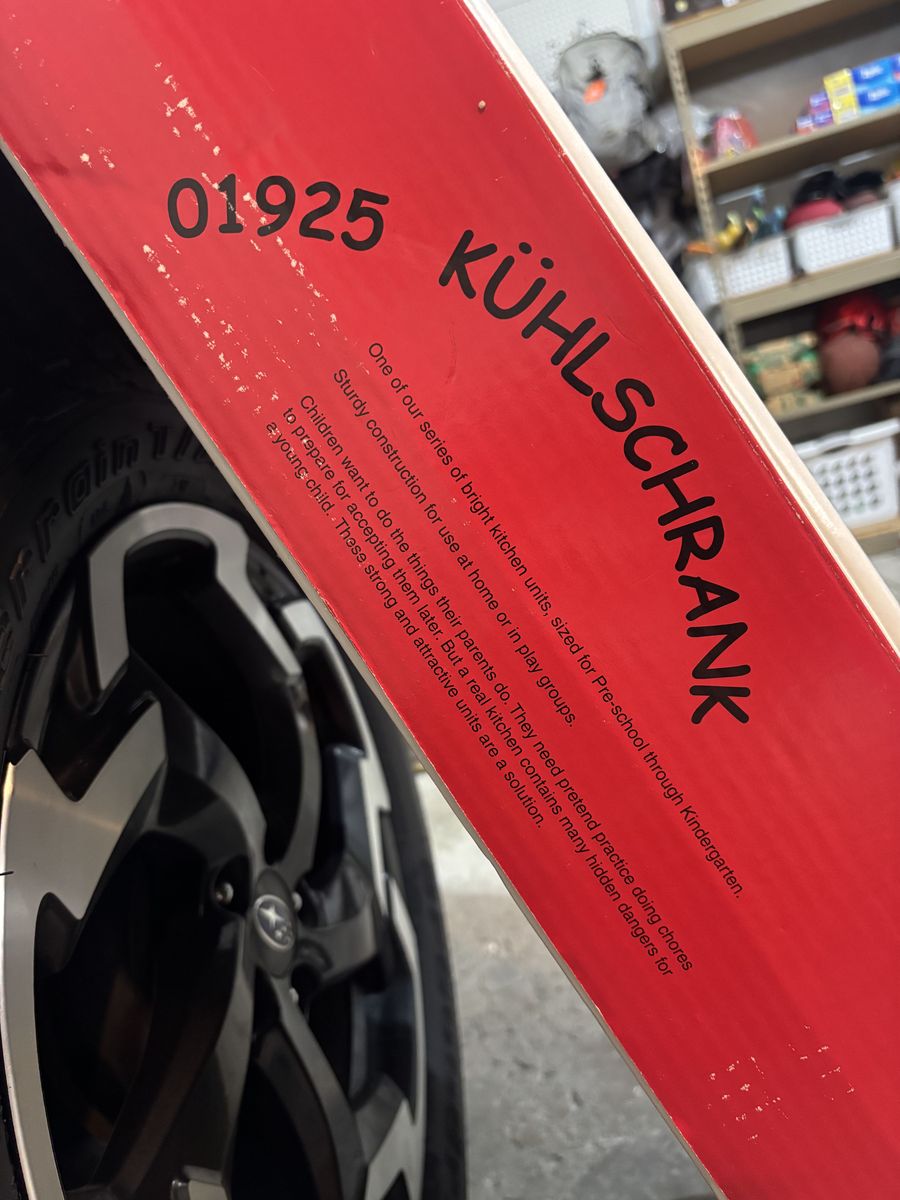 01925
KÜHLSCHRANK
One of our series of bright kitchen units, sized for Pre-school through Kindergarten.
Sturdy construction for use at home or in play groups.
Children want to do the things their parents do. They need pretend practice doing chores
to prepare for accepting them later. But a real kitchen contains many hidden dangers for
a young child. These strong and attractive units are a solution.